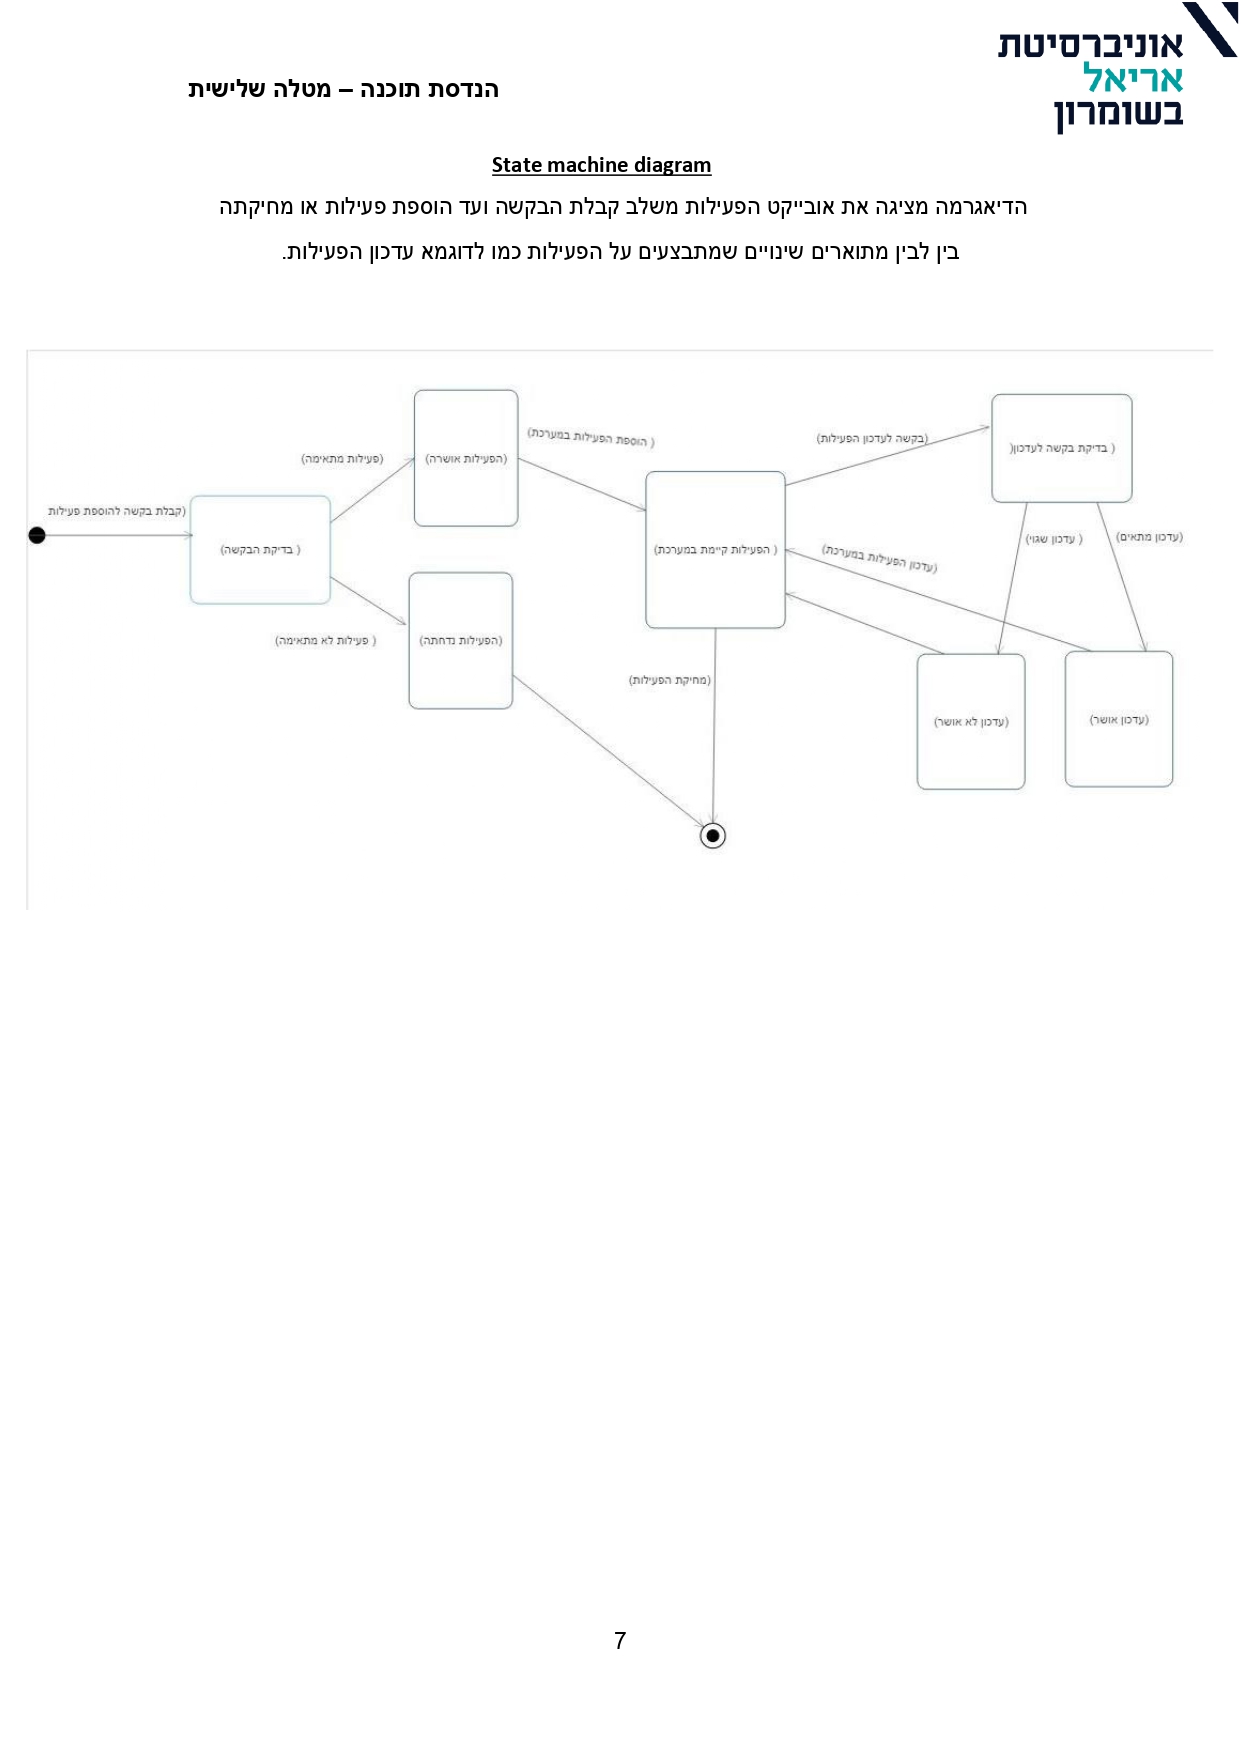 אוניברסיטת
אריאל
בשומרון
הנדסת תוכנה – מטלה שלישית
State machine diagram
הדיאגרמה מציגה את אובייקט הפעילות משלב קבלת הבקשה ועד הוספת פעילות או מחיקתה
בין לבין מתוארים שינויים שמתבצעים על הפעילות כמו לדוגמא עדכון הפעילות.
(קבלת בקשה להוספת פעילות
( בדיקת הבקשה)
(פעילות מתאימה)
(הפעילות אושרה)
( הוספת הפעילות במערכת)
( פעילות לא מתאימה)
(הפעילות נדחתה)
( הפעילות קיימת במערכת)
(בקשה לעדכון הפעילות)
( בדיקת בקשה לעדכון(
(עדכון הפעילות במערכת)
( עדכון שגוי)
(עדכון מתאים)
(מחיקת הפעילות)
(עדכון לא אושר)
(עדכון אושר)
7